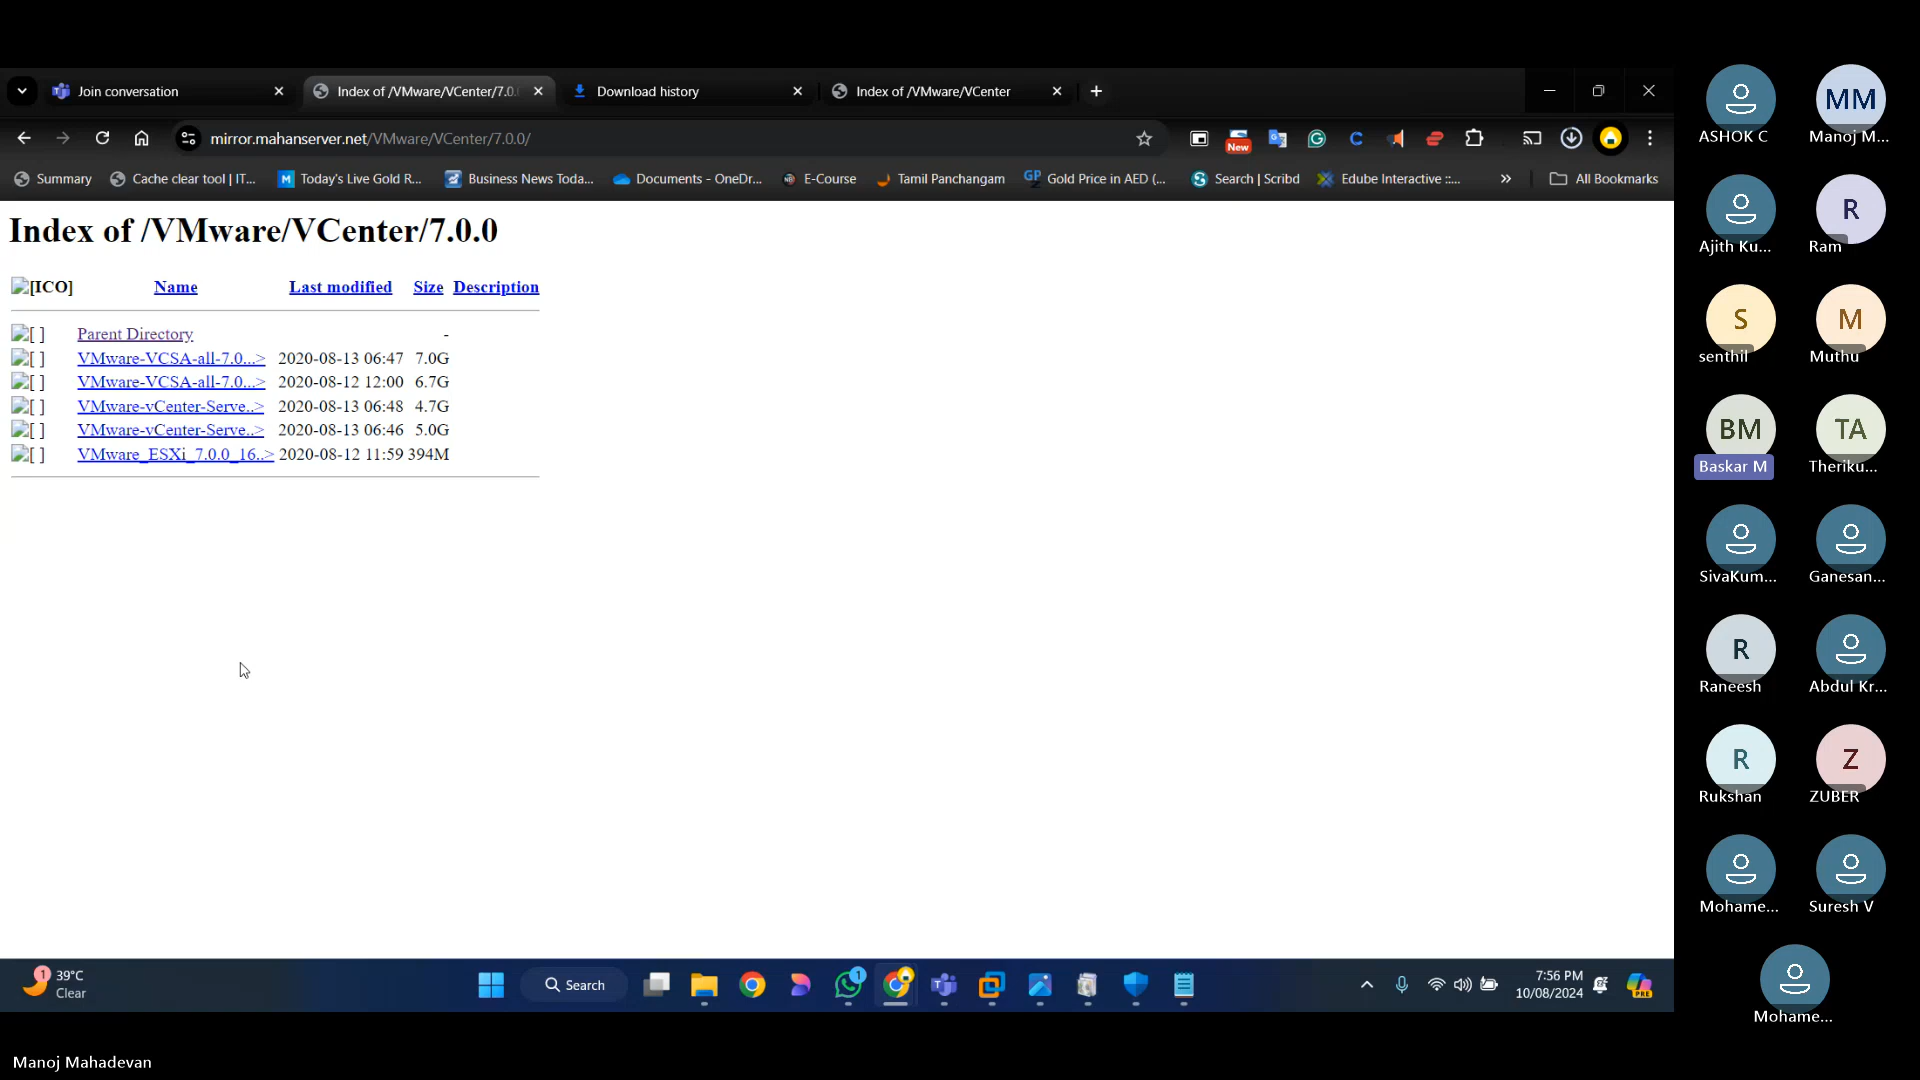 Join conversation
Index of /VMware/VCenter/7.0.
Download history
Index of /VMware/VCenter
mirror.mahanserver.net/VMware/VCenter/7.0.0/
New
Summary
Cache clear tool | IT...
M
Today's Live Gold R...
Business News Toda...
Documents - OneDr...
E-Course
Tamil Panchangam
GP
Gold Price in AED (...
Search | Scribd
Edube Interactive ::...
»
All Bookmarks
Index of /VMware/VCenter/7.0.0
[ICO] Name Last modified Size Description
[ ] Parent Directory -
[ ] VMware-VCSA-all-7.0...> 2020-08-13 06:47 7.0G
[ ] VMware-VCSA-all-7.0...> 2020-08-12 12:00 6.7G
[ ] VMware-vCenter-Serve..> 2020-08-13 06:48 4.7G
[ ] VMware-vCenter-Serve..> 2020-08-13 06:46 5.0G
[ ] VMware_ESXi_7.0.0_16..> 2020-08-12 11:59 394M
1
39°C
Clear
Search
1
7:56 PM
10/08/2024
PRE
ASHOK C
MM
Manoj M...
Ajith Ku...
R
Ram
S
senthil
M
Muthu
BM
Baskar M
TA
Theriku...
SivaKum...
Ganesan...
R
Raneesh
Abdul Kr...
R
Rukshan
Z
ZUBER
Mohame...
Suresh V
Mohame...
Manoj Mahadevan